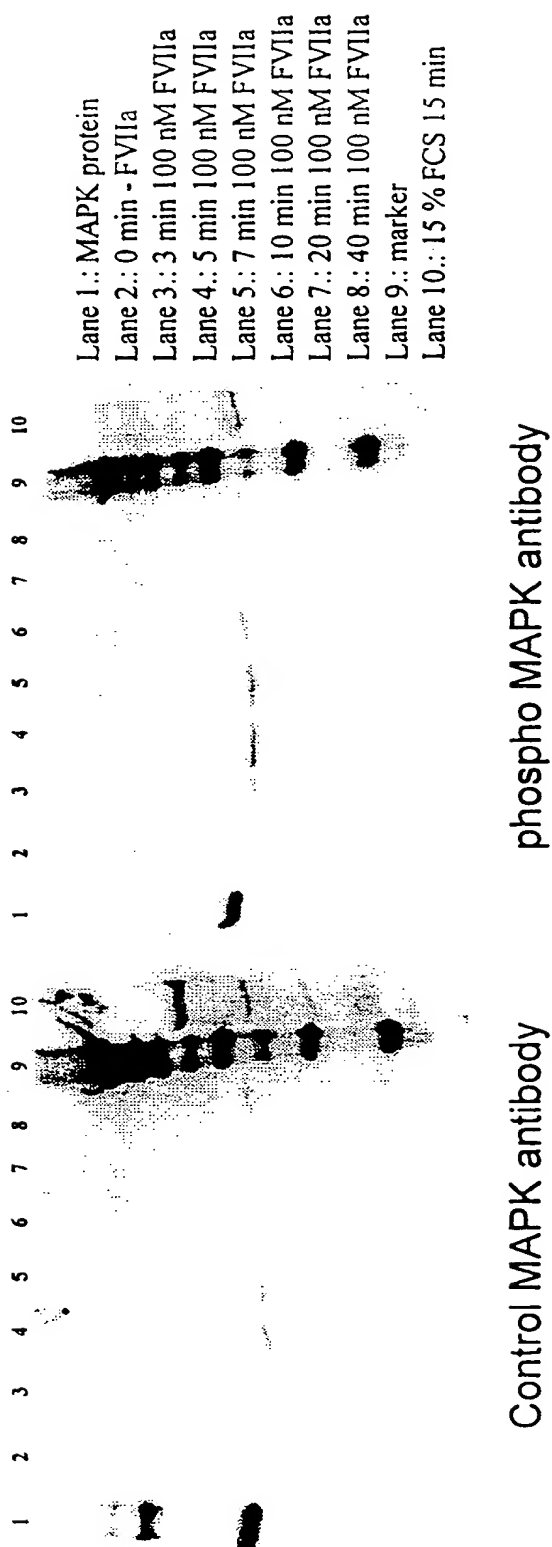 1 2 3 4 5 6 7 8 9 10
Control MAPK antibody
1 2 3 4 5 6 7 8 9 10
phospho MAPK antibody
Lane 1.: MAPK protein
Lane 2.: 0 min - FVIIa
Lane 3.: 3 min 100 nM FVIIa
Lane 4.: 5 min 100 nM FVIIa
Lane 5.: 7 min 100 nM FVIIa
Lane 6.: 10 min 100 nM FVIIa
Lane 7.: 20 min 100 nM FVIIa
Lane 8.: 40 min 100 nM FVIIa
Lane 9.: marker
Lane 10.: 15 % FCS 15 min